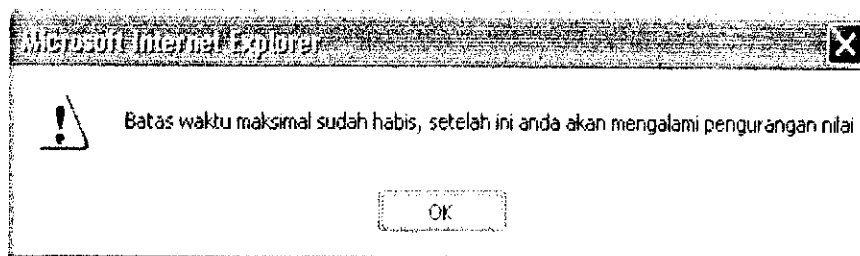 Microsoft Internet Explorer
Batas waktu maksimal sudah habis, setelah ini anda akan mengalami pengurangan nilai
OK